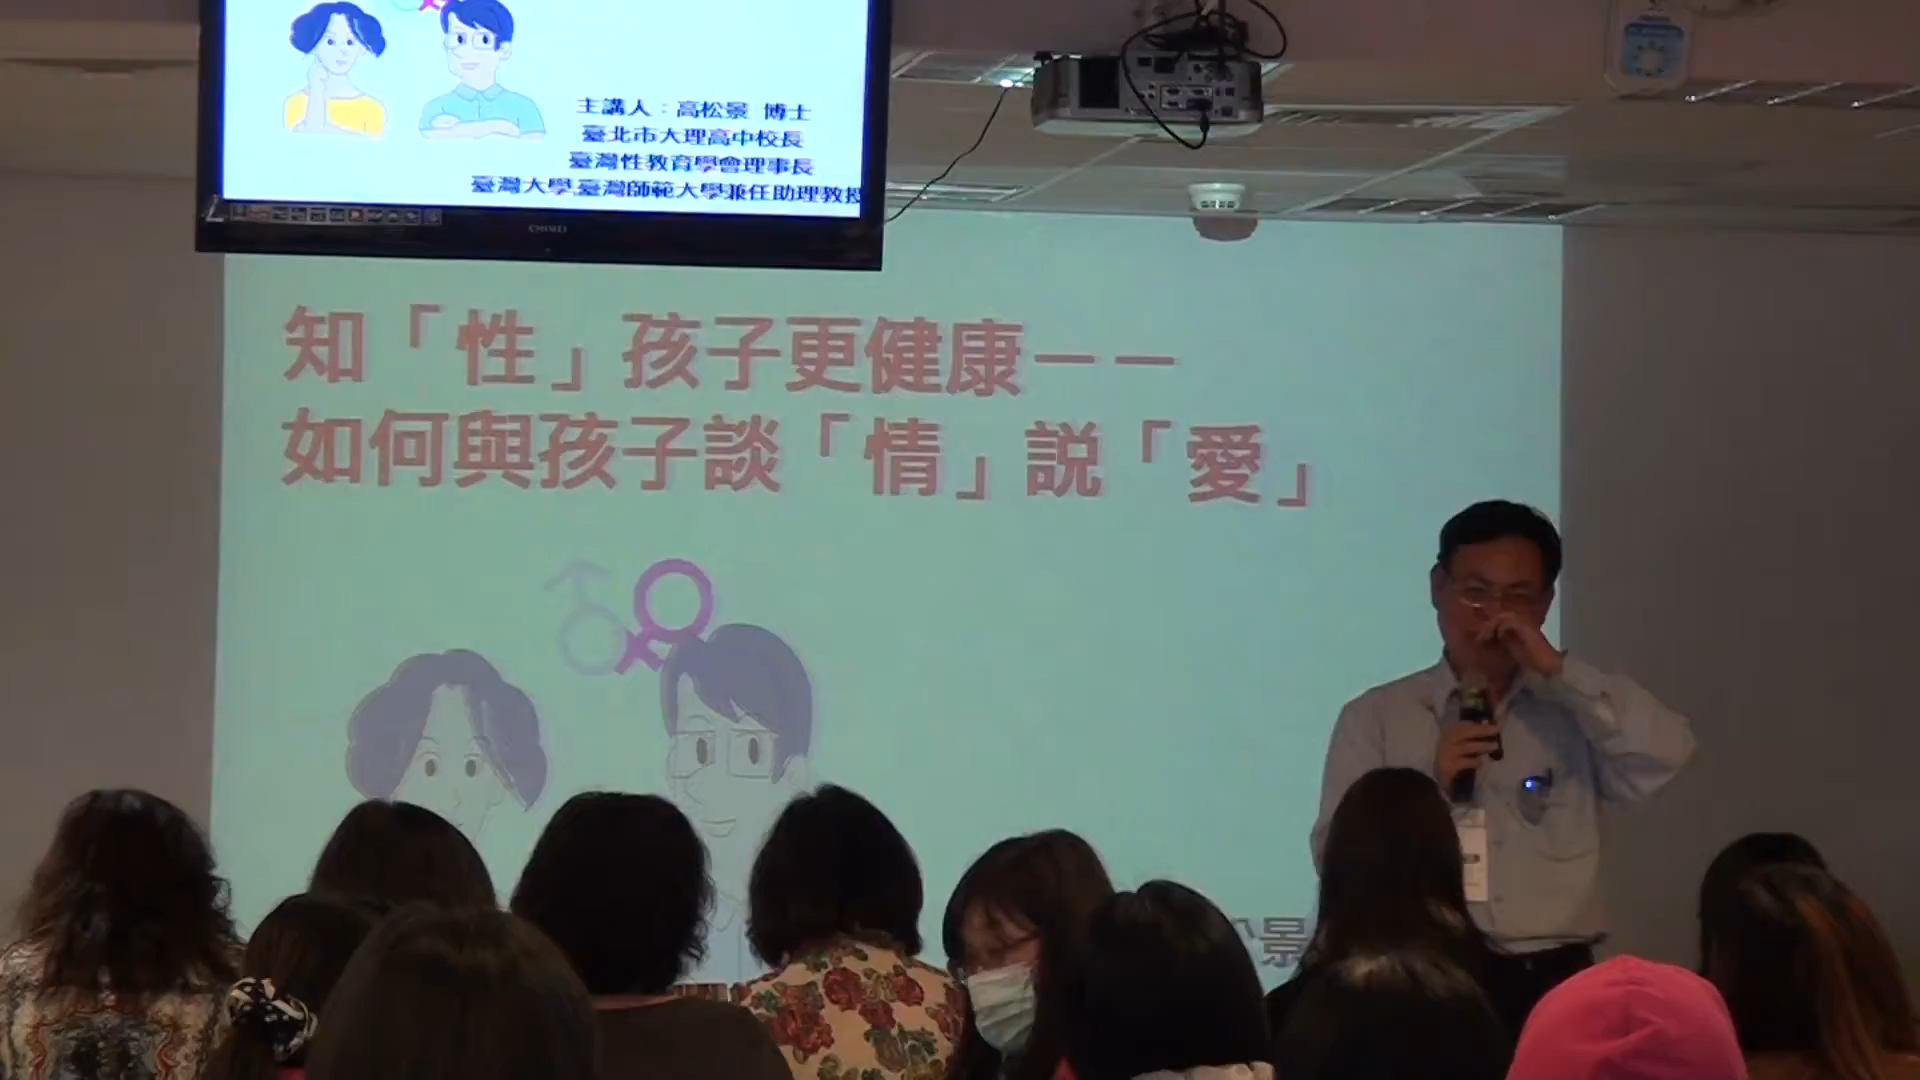 主講人：高松景 博士
臺北市大理高中校長
臺灣性教育學會理事長
臺灣大學,臺灣師範大學兼任助理教授
CHIMEI
知「性」孩子更健康－－
如何與孩子談「情」説「愛」
景